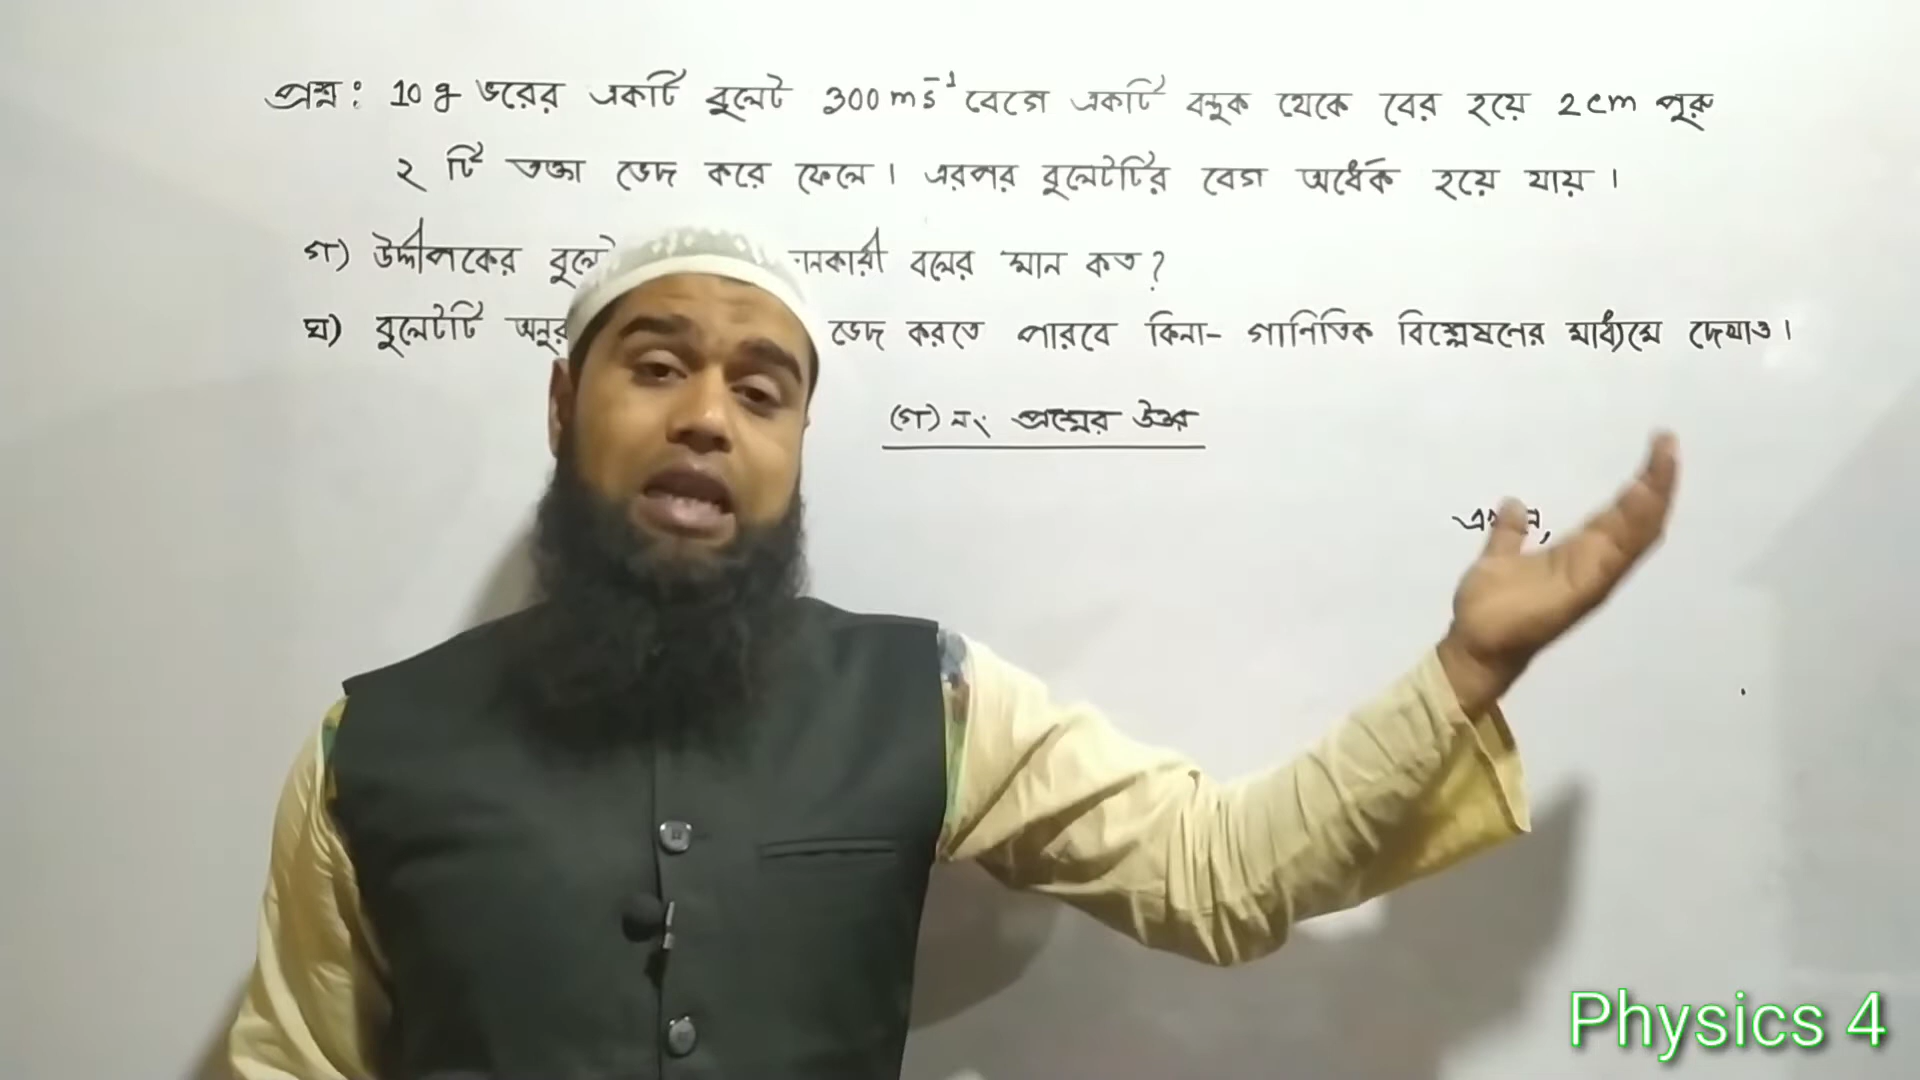 প্রশ্ন: 10 g ভরের একটি বুলেট 300 ms⁻¹ বেগে একটি বন্দুক থেকে বের হয়ে 2 cm পুরু
২ টি তক্তা ভেদ করে ফেলে। এরপর বুলেটটির বেগ অর্ধেক হয়ে যায়।
গ) উদ্দীপকের বুলে নকারী বলের মান কত?
ঘ) বুলেটটি অনুর ভেদ করতে পারবে কিনা- গাণিতিক বিশ্লেষণের মাধ্যমে দেখাও।
(গ) নং প্রশ্নের উত্তর
Physics 4